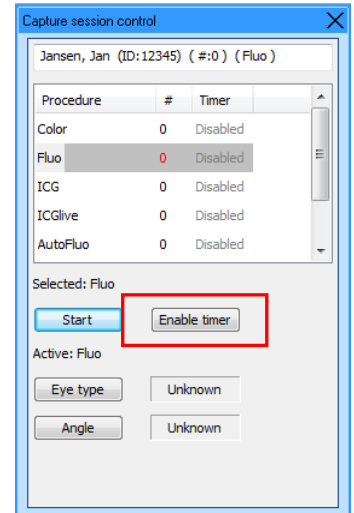 Capture session control
Jansen, Jan (ID:12345) ( #:0 ) ( Fluo )
Procedure # Timer
Color 0 Disabled
Fluo 0 Disabled
ICG 0 Disabled
ICGlive 0 Disabled
AutoFluo 0 Disabled
Selected: Fluo
Start Enable timer
Active: Fluo
Eye type Unknown
Angle Unknown